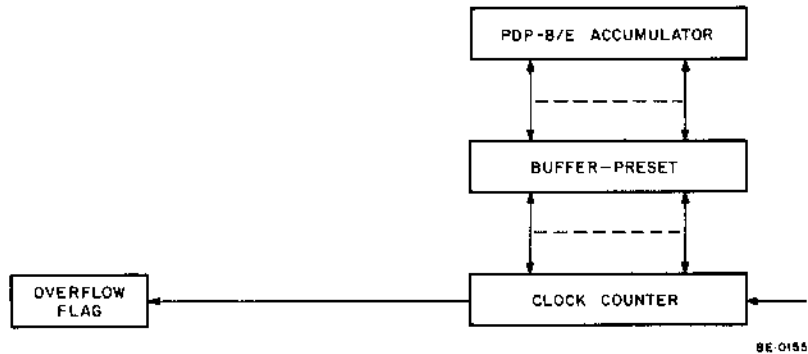 PDP-8/E ACCUMULATOR
BUFFER-PRESET
OVERFLOW
FLAG
CLOCK COUNTER
8E-0155